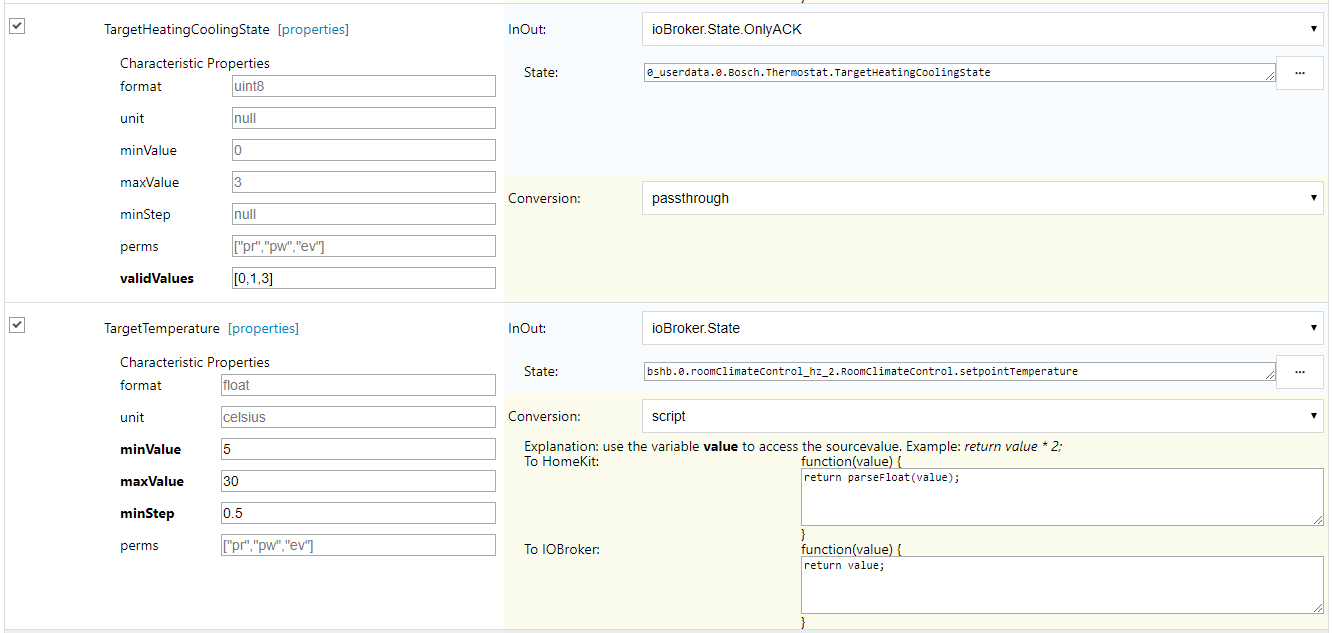 TargetHeatingCoolingState [properties]
InOut:
ioBroker.State.OnlyACK
State:
0_userdata.0.Bosch.Thermostat.TargetHeatingCoolingState
...
Conversion:
passthrough
Characteristic Properties
format
uint8
unit
null
minValue
0
maxValue
3
minStep
null
perms
["pr","pw","ev"]
validValues
[0,1,3]
TargetTemperature [properties]
InOut:
ioBroker.State
State:
bshb.0.roomClimateControl_hz_2.RoomClimateControl.setpointTemperature
...
Characteristic Properties
format
float
unit
celsius
minValue
5
maxValue
30
minStep
0.5
perms
["pr","pw","ev"]
Conversion:
script
Explanation: use the variable value to access the sourcevalue. Example: return value * 2;
To HomeKit:
function(value) {
return parseFloat(value);
}
To IOBroker:
function(value) {
return value;
}